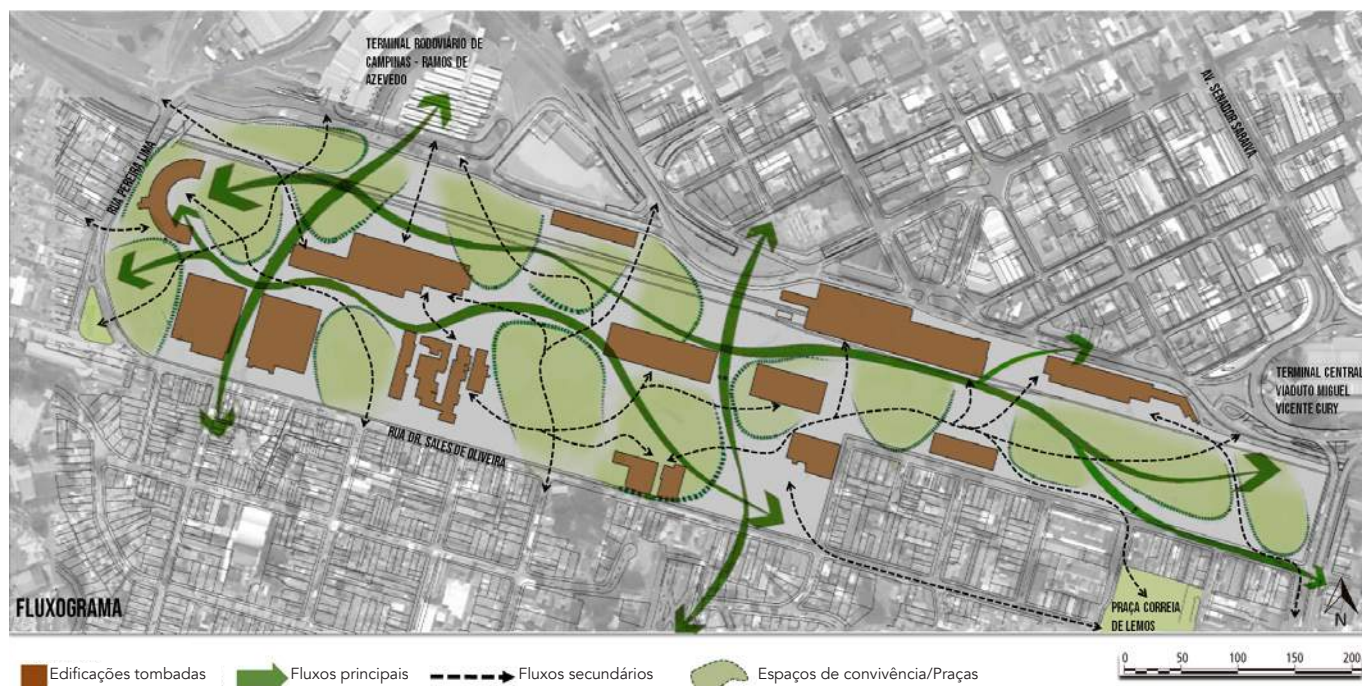 TERMINAL RODOVIÁRIO DE
CAMPINAS - RAMOS DE
AZEVEDO
AV. SENADOR SARAIVA
RUA PEREIRA LIMA
TERMINAL CENTRAL
VIADUTO MIGUEL
VICENTE CURY
RUA DR. SALES DE OLIVEIRA
FLUXOGRAMA
PRAÇA CORREIA
DE LEMOS
N
Edificações tombadas
Fluxos principais
Fluxos secundários
Espaços de convivência/Praças
0 50 100 150 200